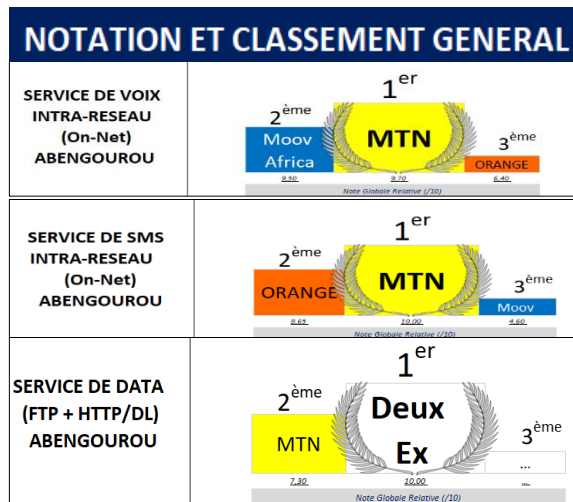 NOTATION ET CLASSEMENT GENERAL
SERVICE DE VOIX
INTRA-RESEAU
(On-Net)
ABENGOUROU
1er
2ème
3ème
Moov
Africa
MTN
ORANGE
9,50
9,70
6,40
Note Globale Relative (/10)
SERVICE DE SMS
INTRA-RESEAU
(On-Net)
ABENGOUROU
1er
2ème
3ème
ORANGE
MTN
Moov
8,65
10,00
4,60
Note Globale Relative (/10)
SERVICE DE DATA
(FTP + HTTP/DL)
ABENGOUROU
1er
2ème
3ème
MTN
Deux
Ex
...
7,30
10,00
...
Note Globale Relative (/10)